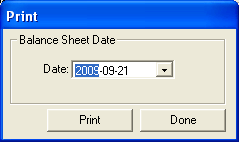 Print
Balance Sheet Date
Date: 2009-09-21
Print Done